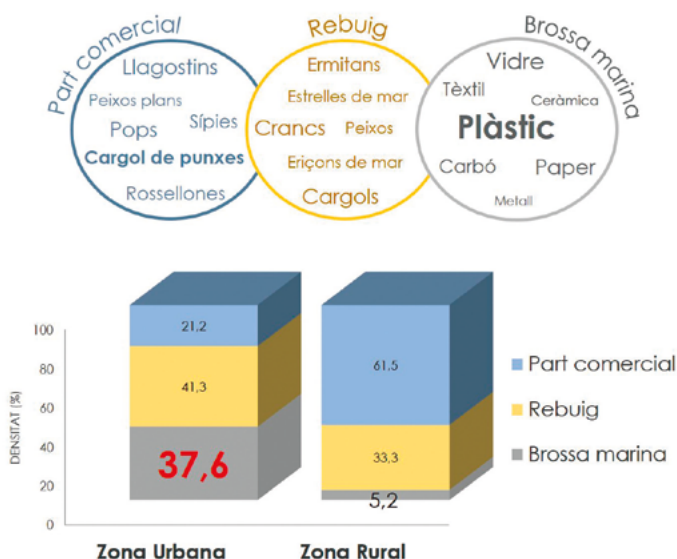 Part comercial
Llagostins
Peixos plans
Pops
Sípies
Cargol de punxes
Rossellones
Rebuig
Ermitans
Estrelles de mar
Crancs
Peixos
Eriçons de mar
Cargols
Brossa marina
Vidre
Tèxtil
Ceràmica
Plàstic
Carbó
Paper
Metall
DENSITAT (%)
100
80
60
40
20
0
21,2
41,3
37,6
61,5
33,3
5,2
Part comercial
Rebuig
Brossa marina
Zona Urbana
Zona Rural